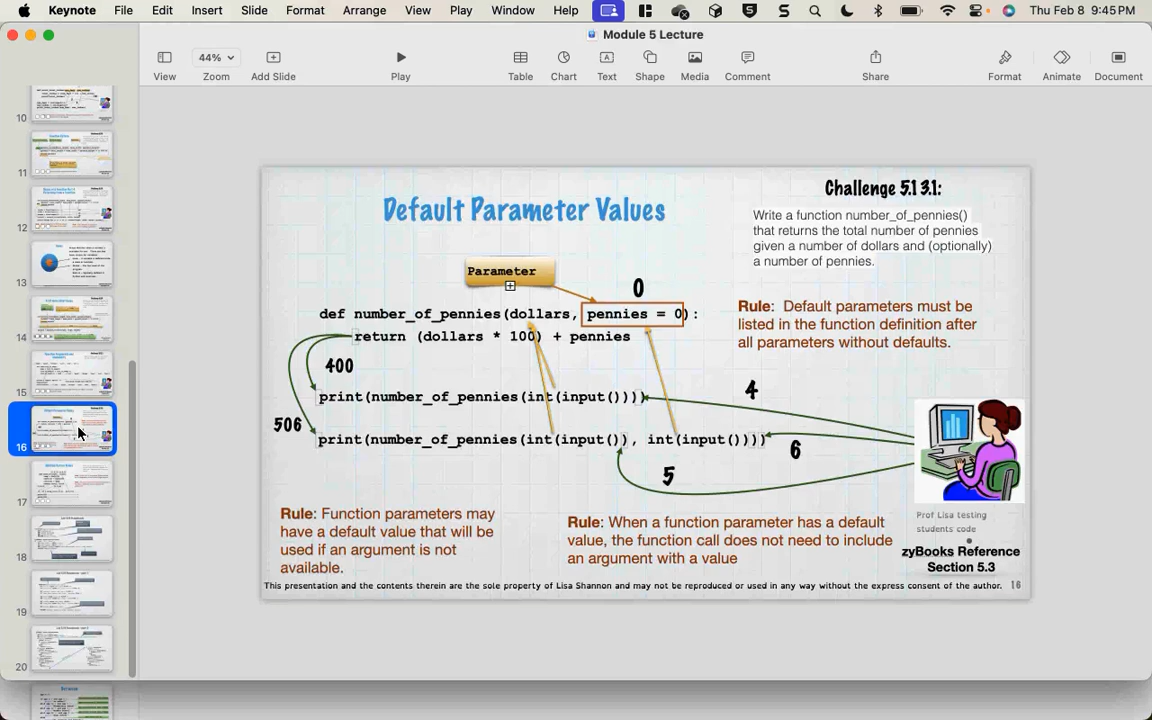 Keynote File Edit Insert Slide Format Arrange View Play Window Help Thu Feb 8 9:45 PM
Module 5 Lecture
44%
View Zoom Add Slide Play Table Chart Text Shape Media Comment Share Format Animate Document
10
11
12
13
14
15
16
17
18
19
20
Default Parameter Values
Challenge 5.1 3.1:
Write a function number_of_pennies()
that returns the total number of pennies
given a number of dollars and (optionally)
a number of pennies.
Parameter
0
def number_of_pennies(dollars, pennies = 0):
return (dollars * 100) + pennies
Rule: Default parameters must be
listed in the function definition after
all parameters without defaults.
400
print(number_of_pennies(int(input())))
4
506
print(number_of_pennies(int(input()), int(input())))
6
5
Rule: Function parameters may
have a default value that will be
used if an argument is not
available.
Rule: When a function parameter has a default
value, the function call does not need to include
an argument with a value
Prof Lisa testing
students code
zyBooks Reference
Section 5.3
This presentation and the contents therein are the sole property of Lisa Shannon and may not be reproduced or used in any way without the express consent of the author. 16